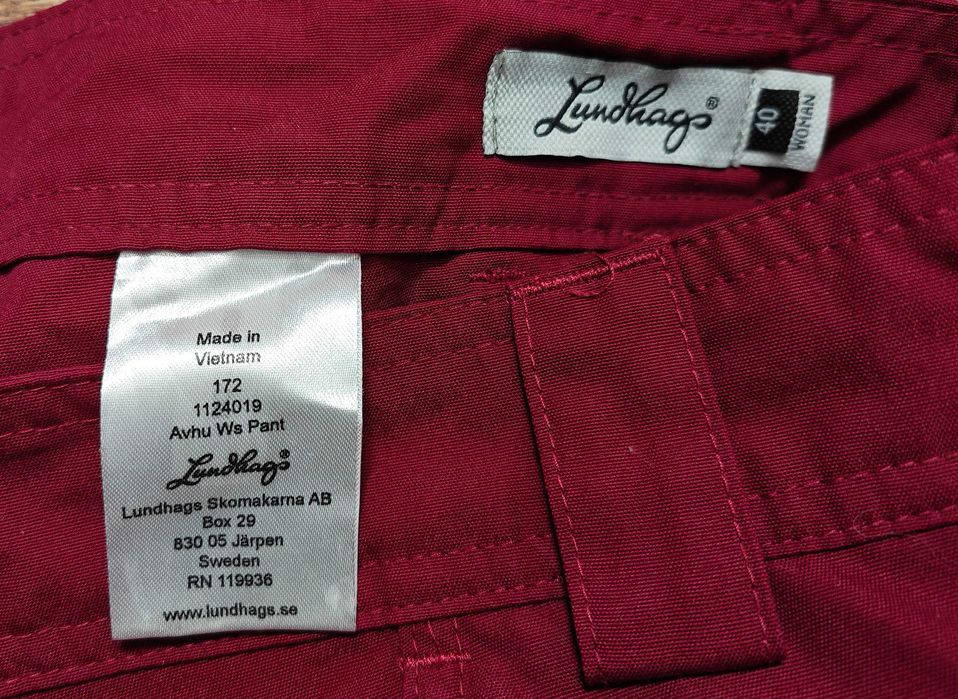 Lundhags®
40
WOMAN
Made in
Vietnam
172
1124019
Avhu Ws Pant
Lundhags®
Lundhags Skomakarna AB
Box 29
830 05 Järpen
Sweden
RN 119936
www.lundhags.se